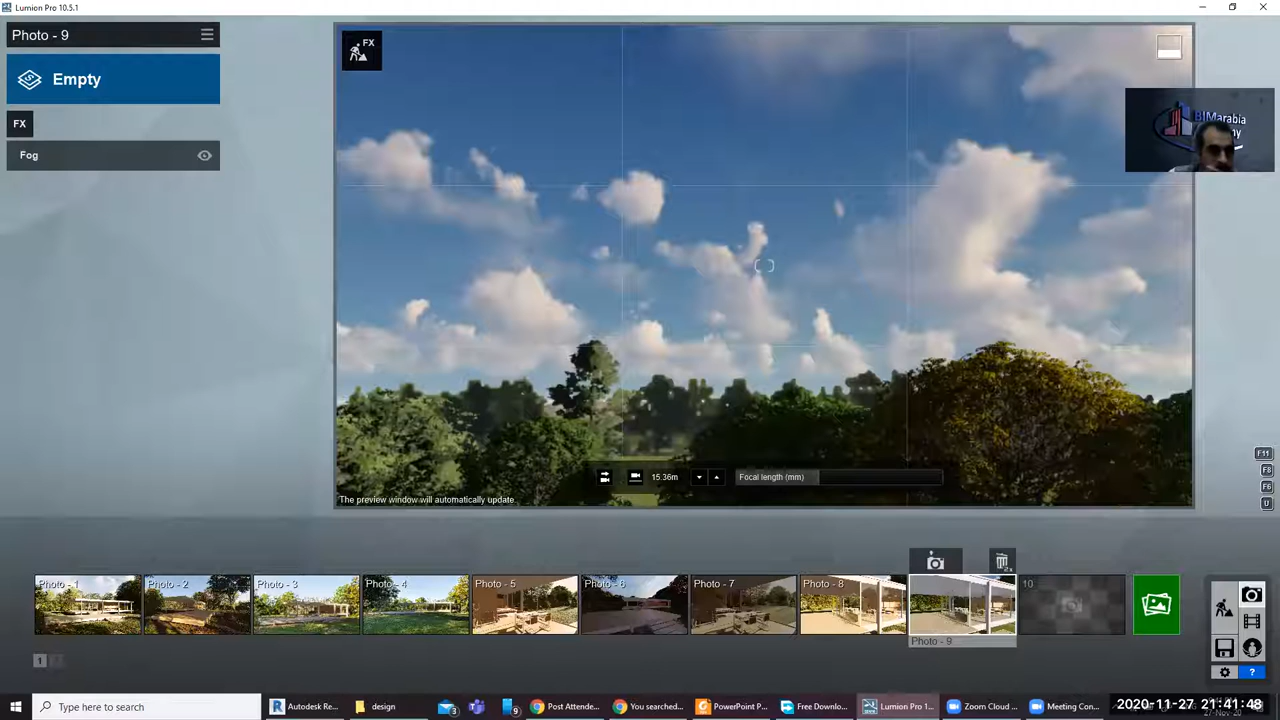 Lumion Pro 10.5.1
Photo - 9
Empty
FX
Fog
FX
BIMarabia
15.36m
Focal length (mm)
The preview window will automatically update.
F11
F8
F6
U
Photo - 1
Photo - 2
Photo - 3
Photo - 4
Photo - 5
Photo - 6
Photo - 7
Photo - 8
10
Photo - 9
1
?
Type here to search
Autodesk Re...
design
3
9
Post Attende...
You searched...
PowerPoint P...
Free Downlo...
Lumion Pro 1...
Zoom Cloud ...
Meeting Con...
2020-11-27 21:41:48